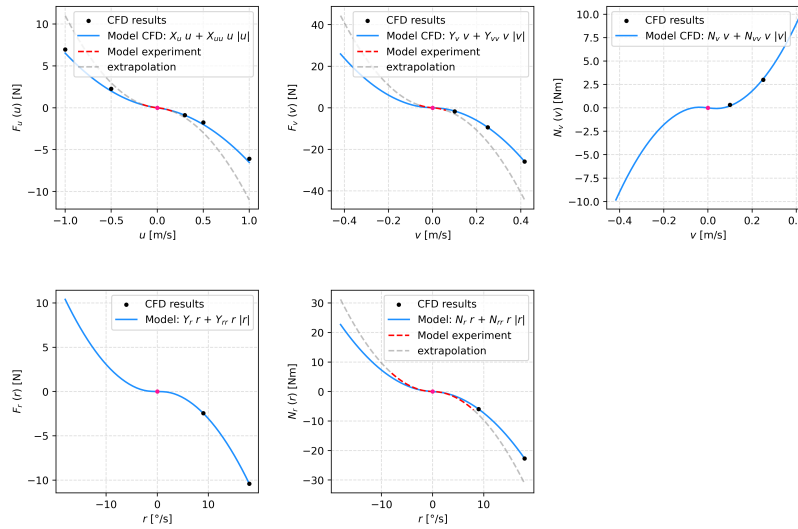 10
5
0
−5
−10
F_u (u) [N]
−1.0 −0.5 0.0 0.5 1.0
u [m/s]
CFD results
Model CFD: X_u u + X_uu u |u|
Model experiment
extrapolation
40
20
0
−20
−40
F_v (v) [N]
−0.4 −0.2 0.0 0.2 0.4
v [m/s]
CFD results
Model CFD: Y_v v + Y_vv v |v|
Model experiment
extrapolation
10.0
7.5
5.0
2.5
0.0
−2.5
−5.0
−7.5
−10.0
N_v (v) [Nm]
−0.4 −0.2 0.0 0.2
v [m/s]
CFD results
Model CFD: N_v v + N_vv v |v|
10
5
0
−5
−10
F_r (r) [N]
−10 0 10
r [°/s]
CFD results
Model: Y_r r + Y_rr r |r|
30
20
10
0
−10
−20
−30
N_r (r) [Nm]
−10 0 10
r [°/s]
CFD results
Model: N_r r + N_rr r |r|
Model experiment
extrapolation